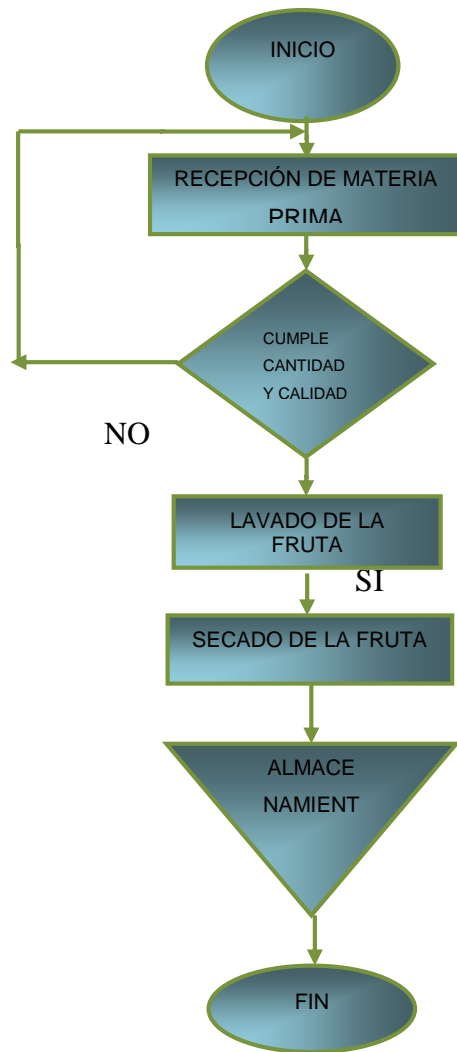 INICIO
RECEPCIÓN DE MATERIA
PRIMA
CUMPLE
CANTIDAD
Y CALIDAD
NO
LAVADO DE LA
FRUTA
SI
SECADO DE LA FRUTA
ALMACE
NAMIENT
FIN